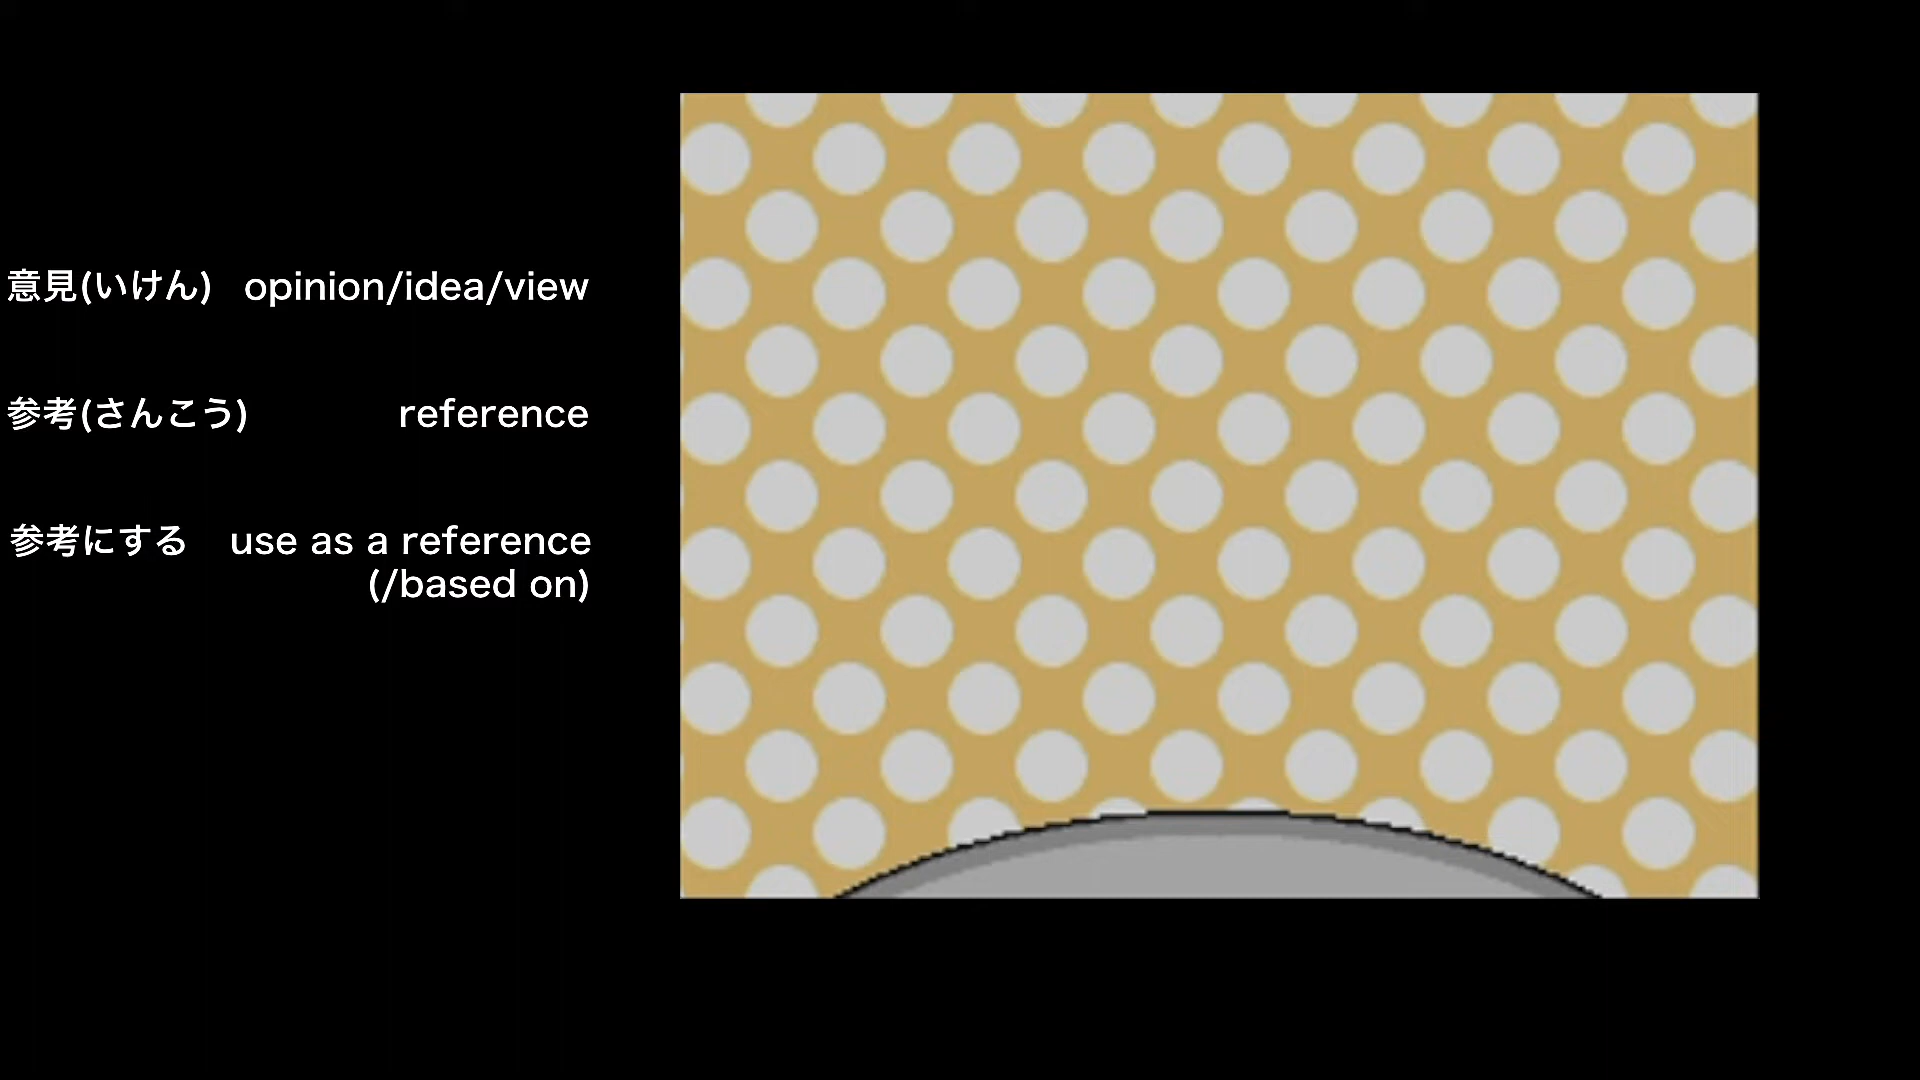 意見(いけん) opinion/idea/view
参考(さんこう) reference
参考にする use as a reference
(/based on)